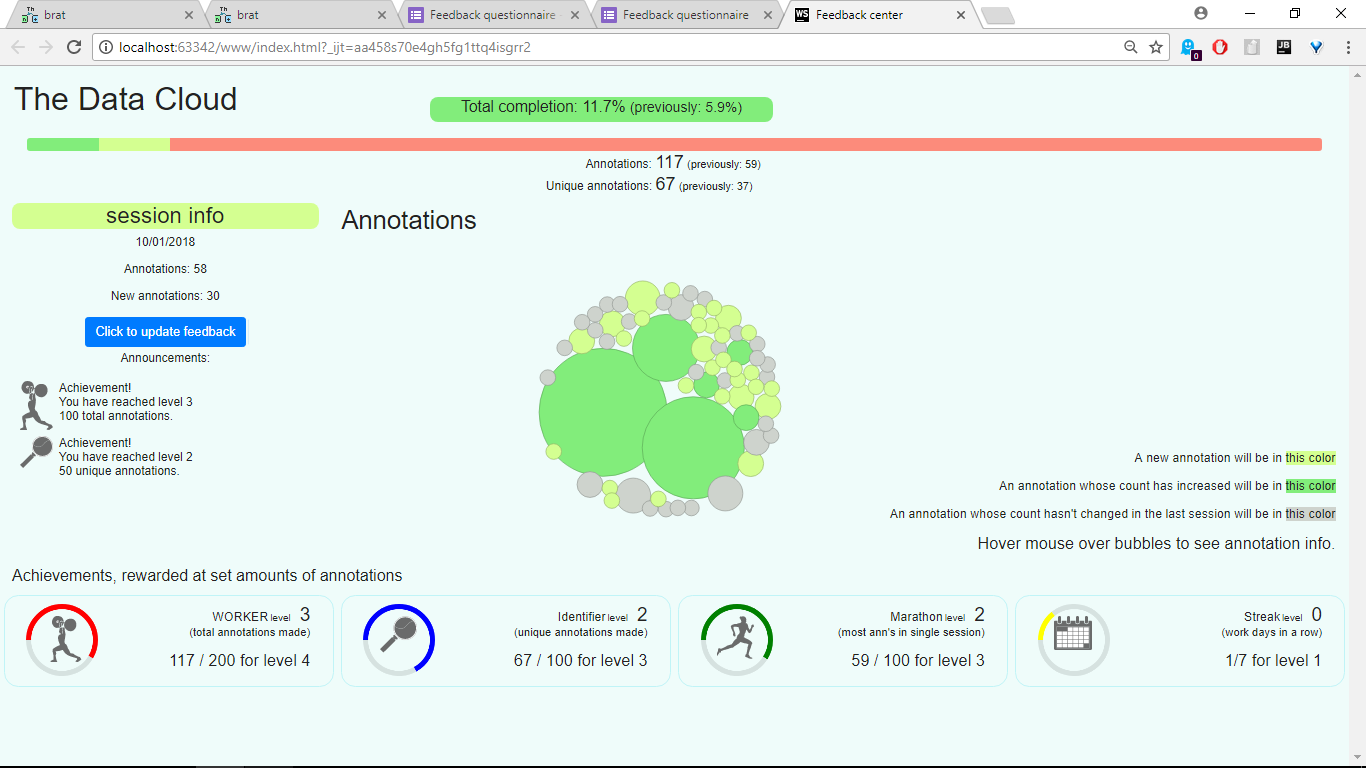 brat
brat
Feedback questionnaire
Feedback questionnaire
Feedback center
localhost:63342/www/index.html?_ijt=aa458s70e4gh5fg1ttq4isgrr2
The Data Cloud
Total completion: 11.7% (previously: 5.9%)
Annotations: 117 (previously: 59)
Unique annotations: 67 (previously: 37)
session info
10/01/2018
Annotations: 58
New annotations: 30
Click to update feedback
Announcements:
Achievement!
You have reached level 3
100 total annotations.
Achievement!
You have reached level 2
50 unique annotations.
Annotations
A new annotation will be in this color
An annotation whose count has increased will be in this color
An annotation whose count hasn't changed in the last session will be in this color
Hover mouse over bubbles to see annotation info.
Achievements, rewarded at set amounts of annotations
WORKER level 3
(total annotations made)
117 / 200 for level 4
Identifier level 2
(unique annotations made)
67 / 100 for level 3
Marathon level 2
(most ann's in single session)
59 / 100 for level 3
Streak level 0
(work days in a row)
1/7 for level 1